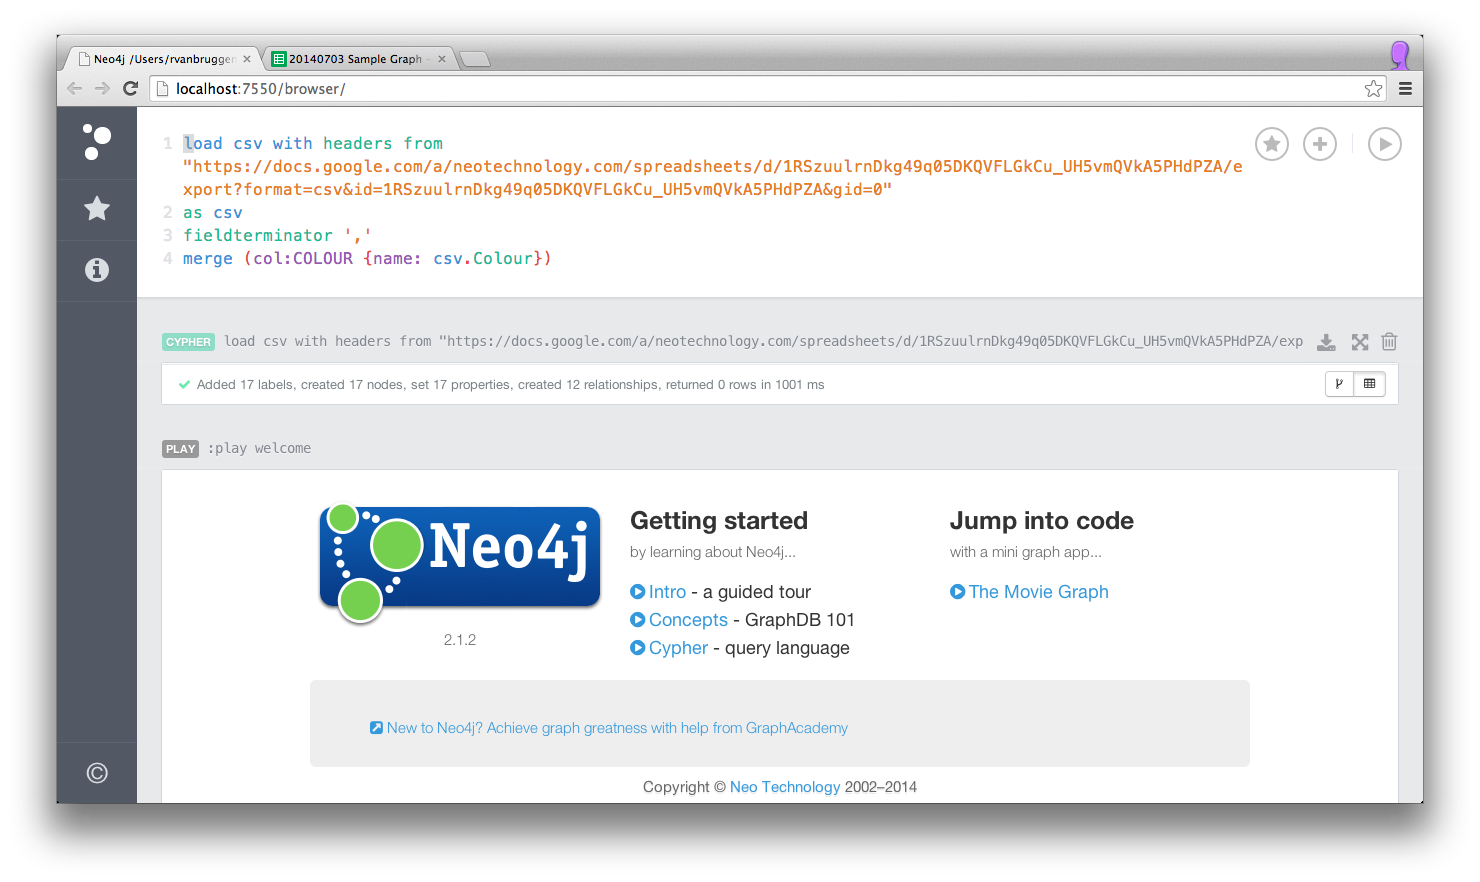 Neo4j /Users/rvanbruggen
20140703 Sample Graph -
localhost:7550/browser/
1 load csv with headers from
"https://docs.google.com/a/neotechnology.com/spreadsheets/d/1RSzuulrnDkg49q05DKQVFLGkCu_UH5vmQVkA5PHdPZA/e
xport?format=csv&id=1RSzuulrnDkg49q05DKQVFLGkCu_UH5vmQVkA5PHdPZA&gid=0"
2 as csv
3 fieldterminator ','
4 merge (col:COLOUR {name: csv.Colour})
CYPHER load csv with headers from "https://docs.google.com/a/neotechnology.com/spreadsheets/d/1RSzuulrnDkg49q05DKQVFLGkCu_UH5vmQVkA5PHdPZA/exp
Added 17 labels, created 17 nodes, set 17 properties, created 12 relationships, returned 0 rows in 1001 ms
PLAY :play welcome
Neo4j
2.1.2
Getting started
by learning about Neo4j...
Intro - a guided tour
Concepts - GraphDB 101
Cypher - query language
Jump into code
with a mini graph app...
The Movie Graph
New to Neo4j? Achieve graph greatness with help from GraphAcademy
©
Copyright © Neo Technology 2002–2014